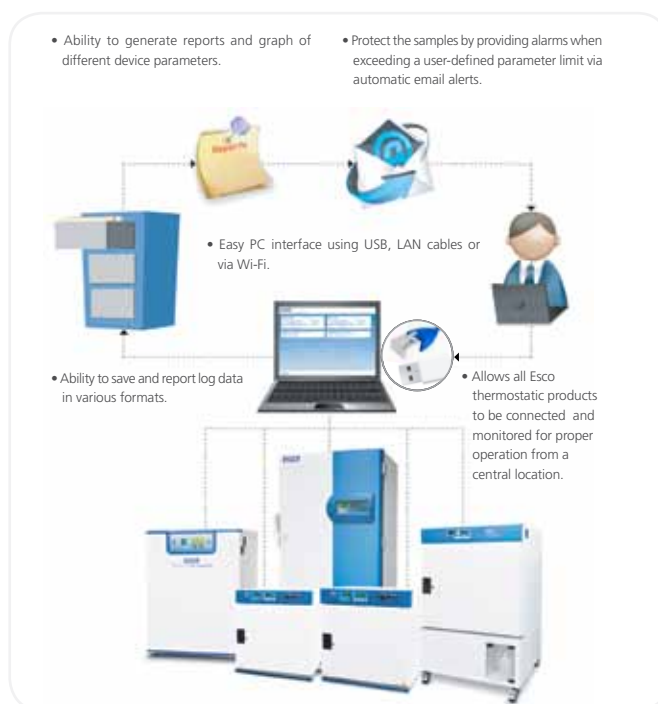 • Ability to generate reports and graph of
different device parameters.
• Protect the samples by providing alarms when
exceeding a user-defined parameter limit via
automatic email alerts.
Reports
• Easy PC interface using USB, LAN cables or
via Wi-Fi.
• Ability to save and report log data
in various formats.
• Allows all Esco
thermostatic products
to be connected and
monitored for proper
operation from a
central location.